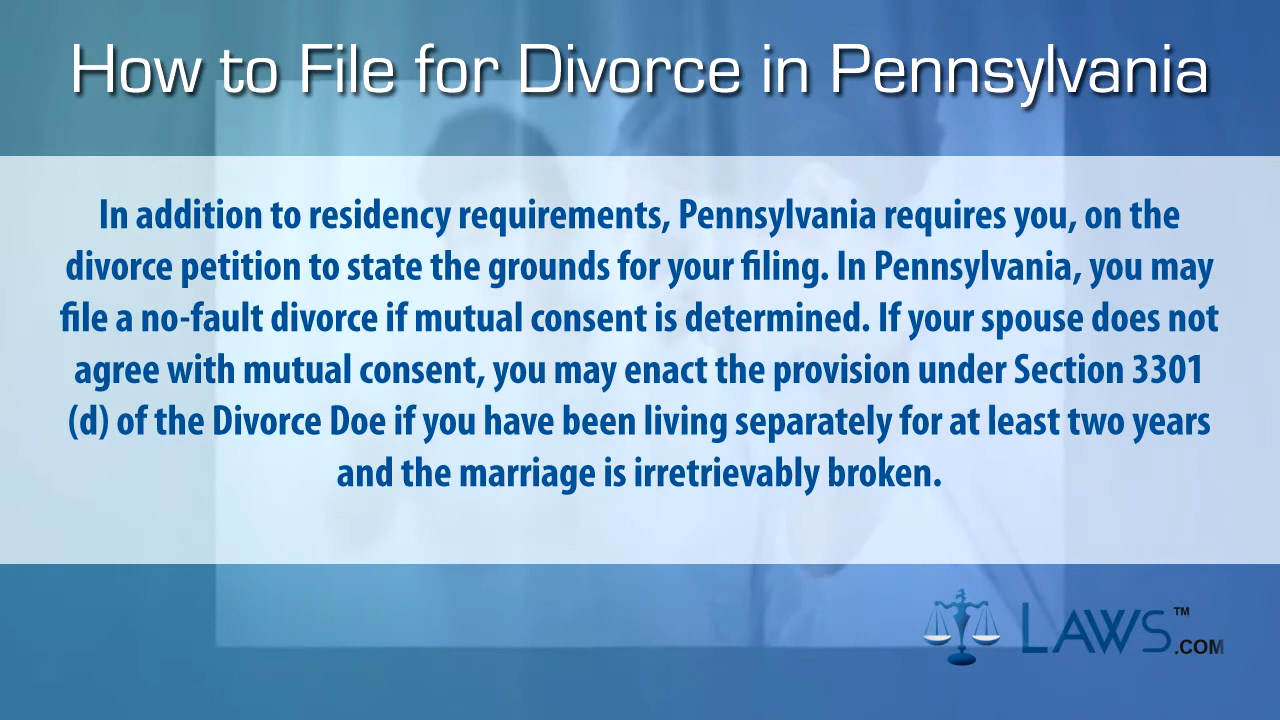 How to File for Divorce in Pennsylvania
In addition to residency requirements, Pennsylvania requires you, on the
divorce petition to state the grounds for your filing. In Pennsylvania, you may
file a no-fault divorce if mutual consent is determined. If your spouse does not
agree with mutual consent, you may enact the provision under Section 3301
(d) of the Divorce Doe if you have been living separately for at least two years
and the marriage is irretrievably broken.
LAWS™.COM